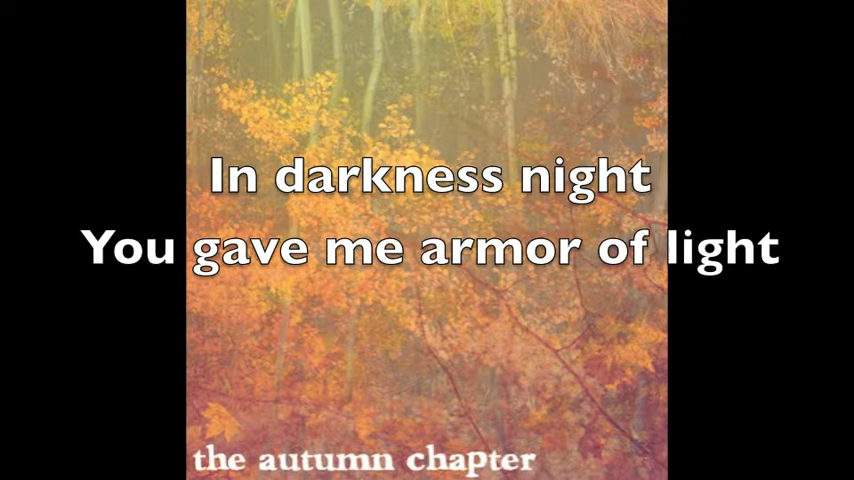 In darkness night
You gave me armor of light
the autumn chapter